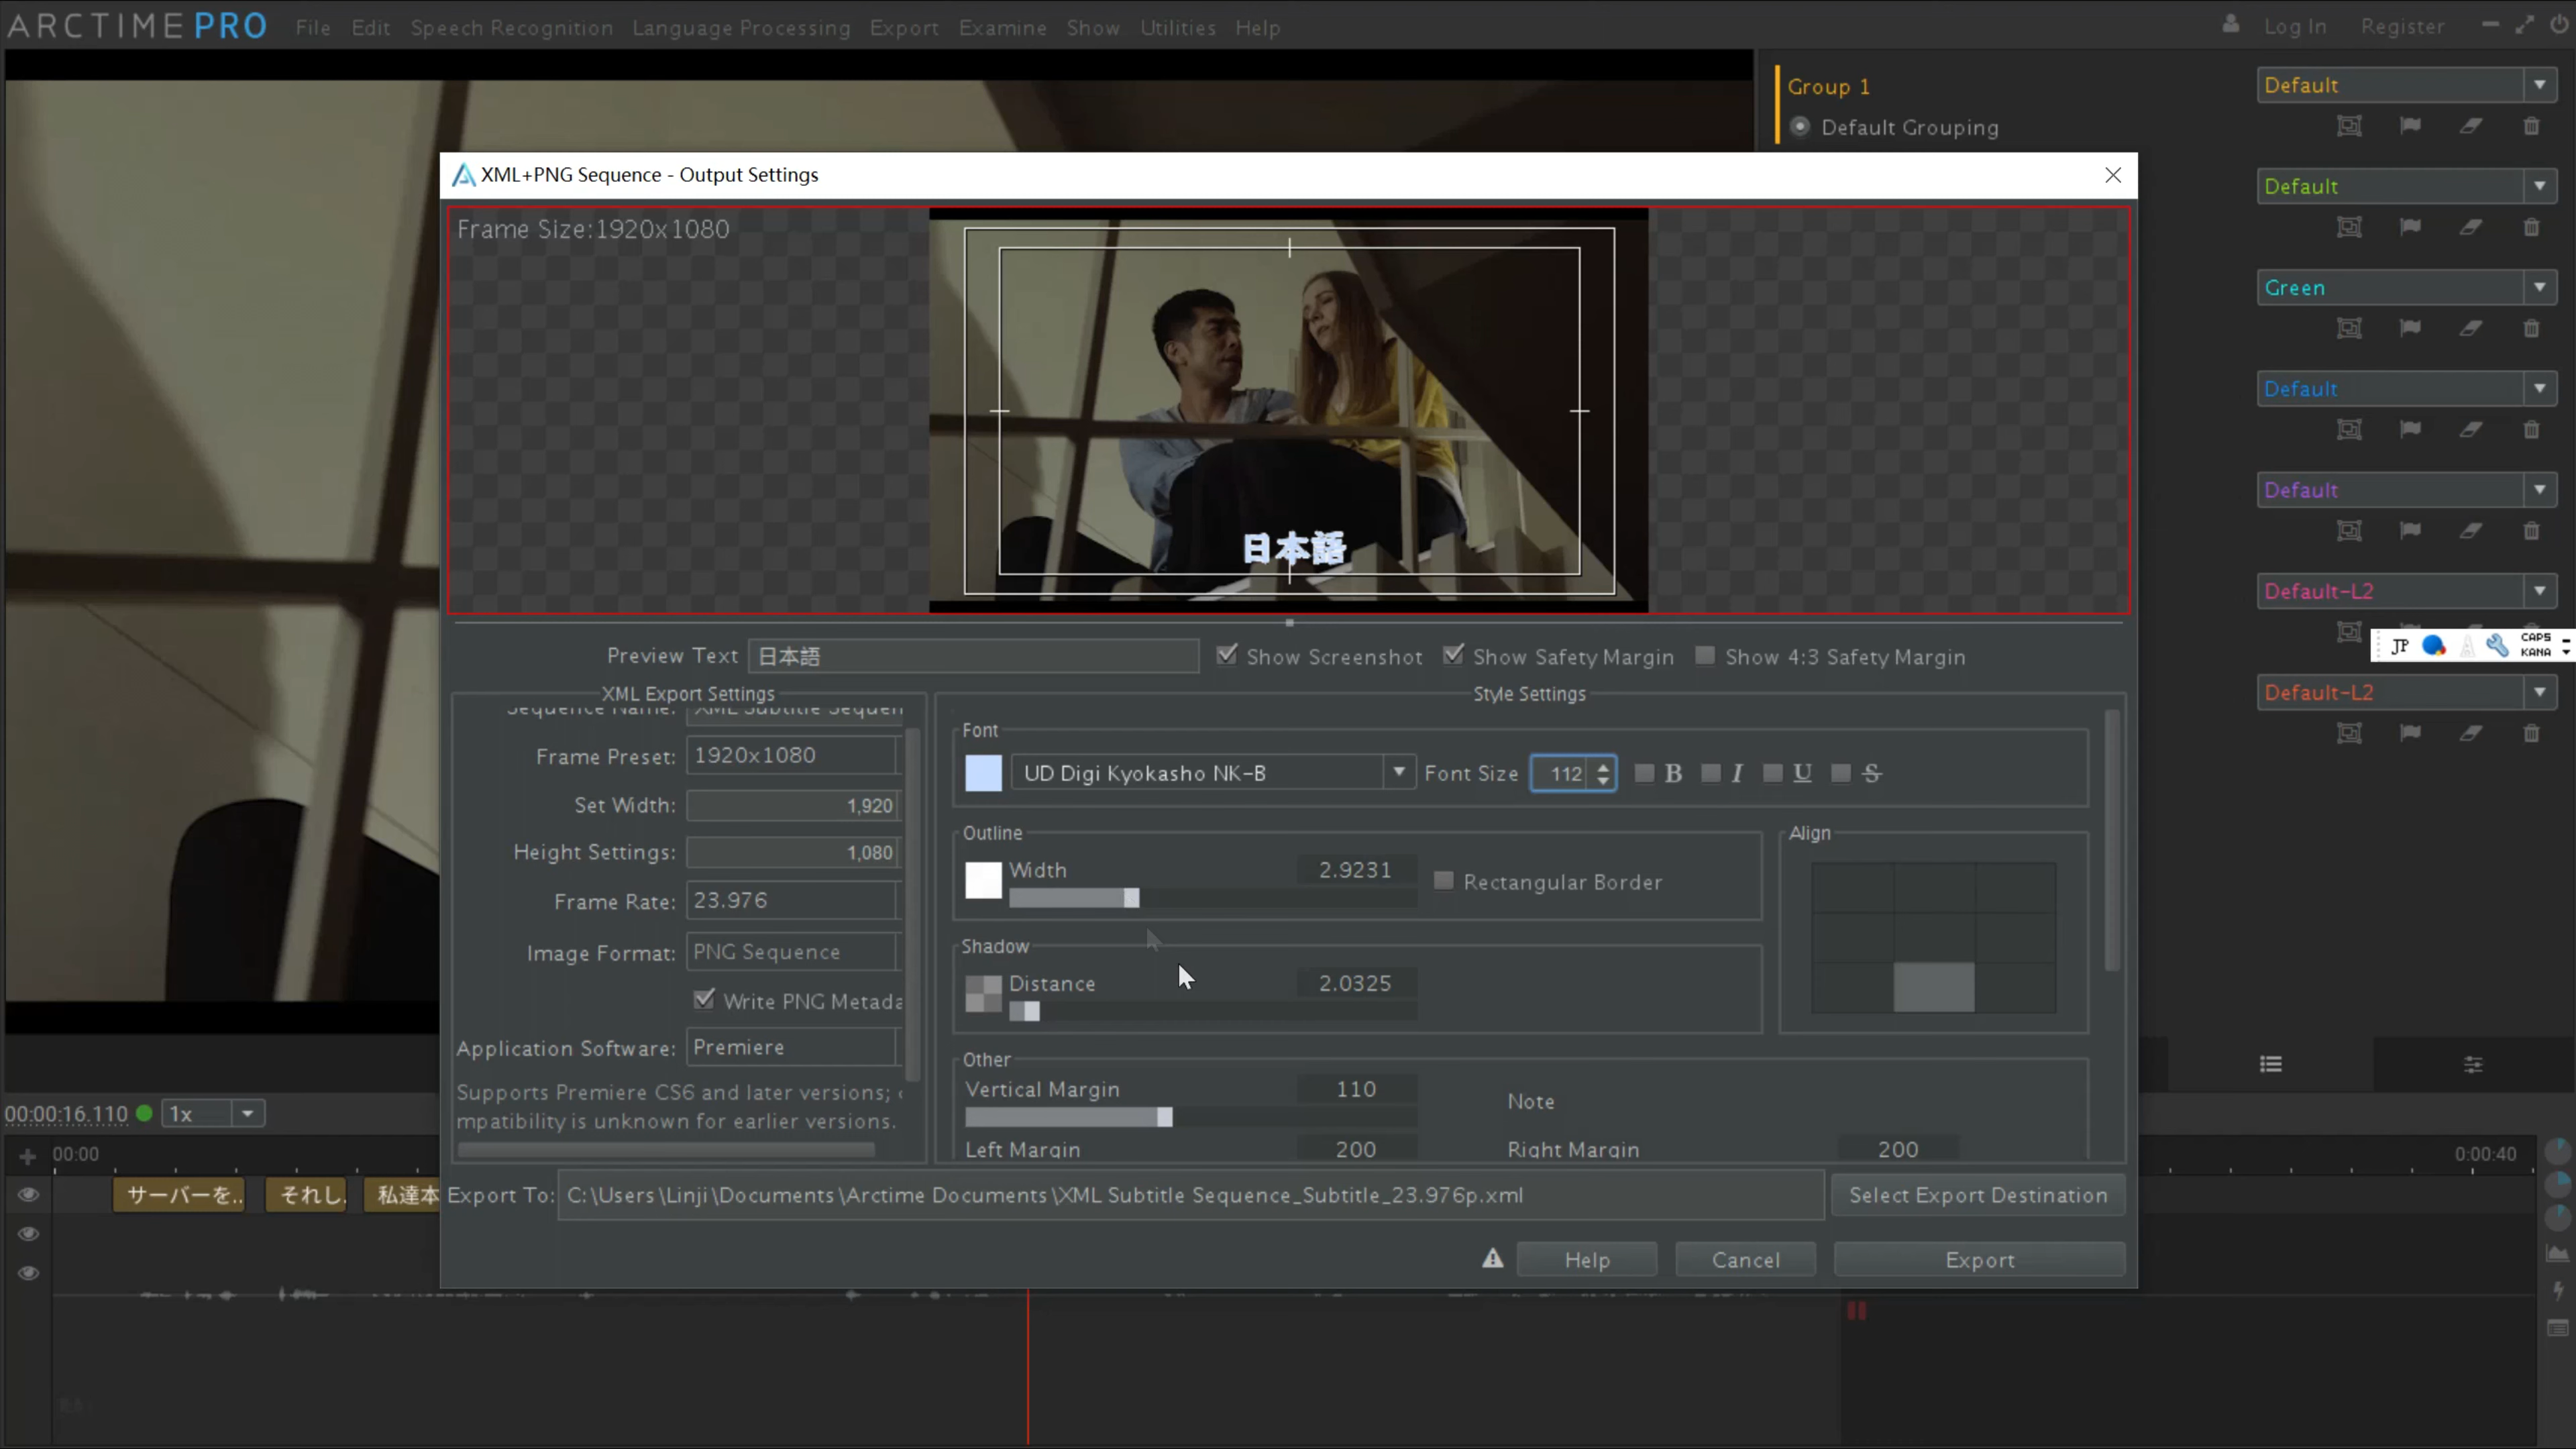 ARCTIME PRO File Edit Speech Recognition Language Processing Export Examine Show Utilities Help Log In Register
Group 1
Default Grouping
Default
Default
Green
Default
Default
Default-L2
Default-L2
JP CAPS KANA
XML+PNG Sequence - Output Settings
Frame Size:1920x1080
日本語
Preview Text 日本語 Show Screenshot Show Safety Margin Show 4:3 Safety Margin
XML Export Settings
Sequence Name: XML Subtitle Sequen
Frame Preset: 1920x1080
Set Width: 1,920
Height Settings: 1,080
Frame Rate: 23.976
Image Format: PNG Sequence
Write PNG Metada
Application Software: Premiere
Supports Premiere CS6 and later versions;
mpatibility is unknown for earlier versions.
Style Settings
Font
UD Digi Kyokasho NK-B Font Size 112 B I U S
Outline
Width 2.9231 Rectangular Border
Align
Shadow
Distance 2.0325
Other
Vertical Margin 110 Note
Left Margin 200 Right Margin 200
Export To: C:\Users\Linji\Documents\Arctime Documents\XML Subtitle Sequence_Subtitle_23.976p.xml Select Export Destination
Help Cancel Export
00:00:16.110 1x
00:00 0:00:40
サーバーを.. それし. 私達本